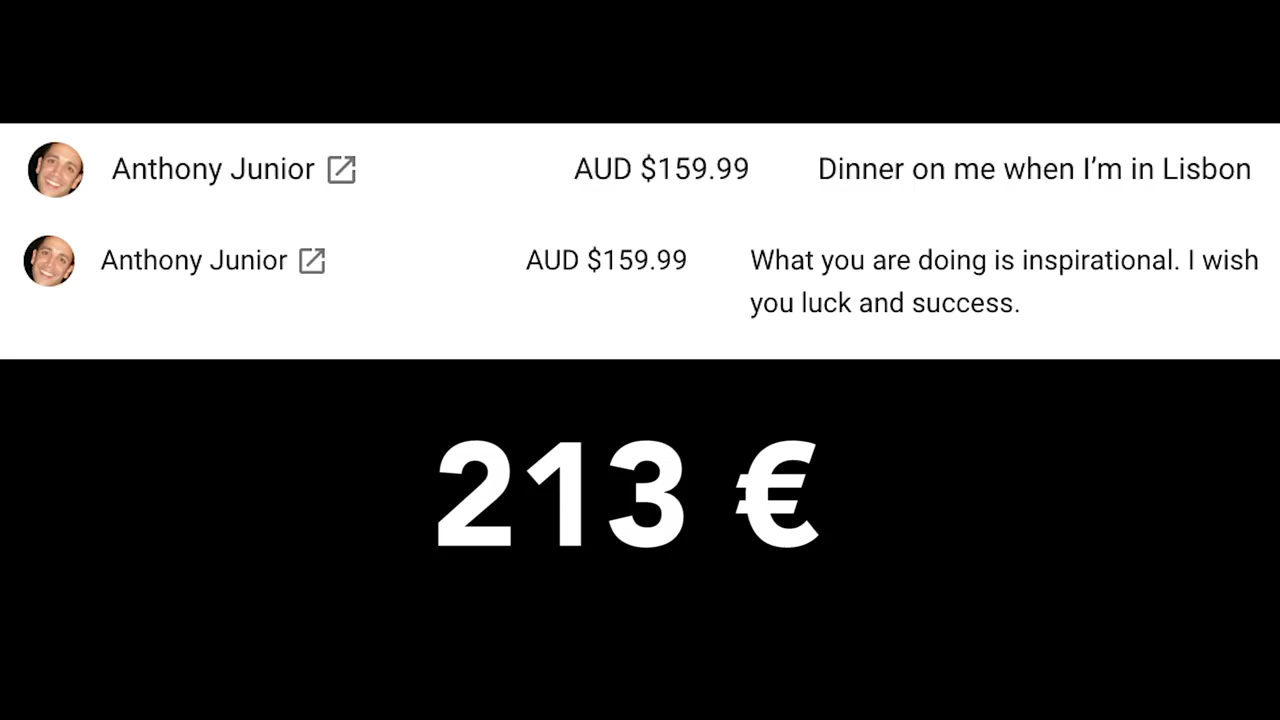 Anthony Junior AUD $159.99 Dinner on me when I’m in Lisbon
Anthony Junior AUD $159.99 What you are doing is inspirational. I wish
you luck and success.
213 €